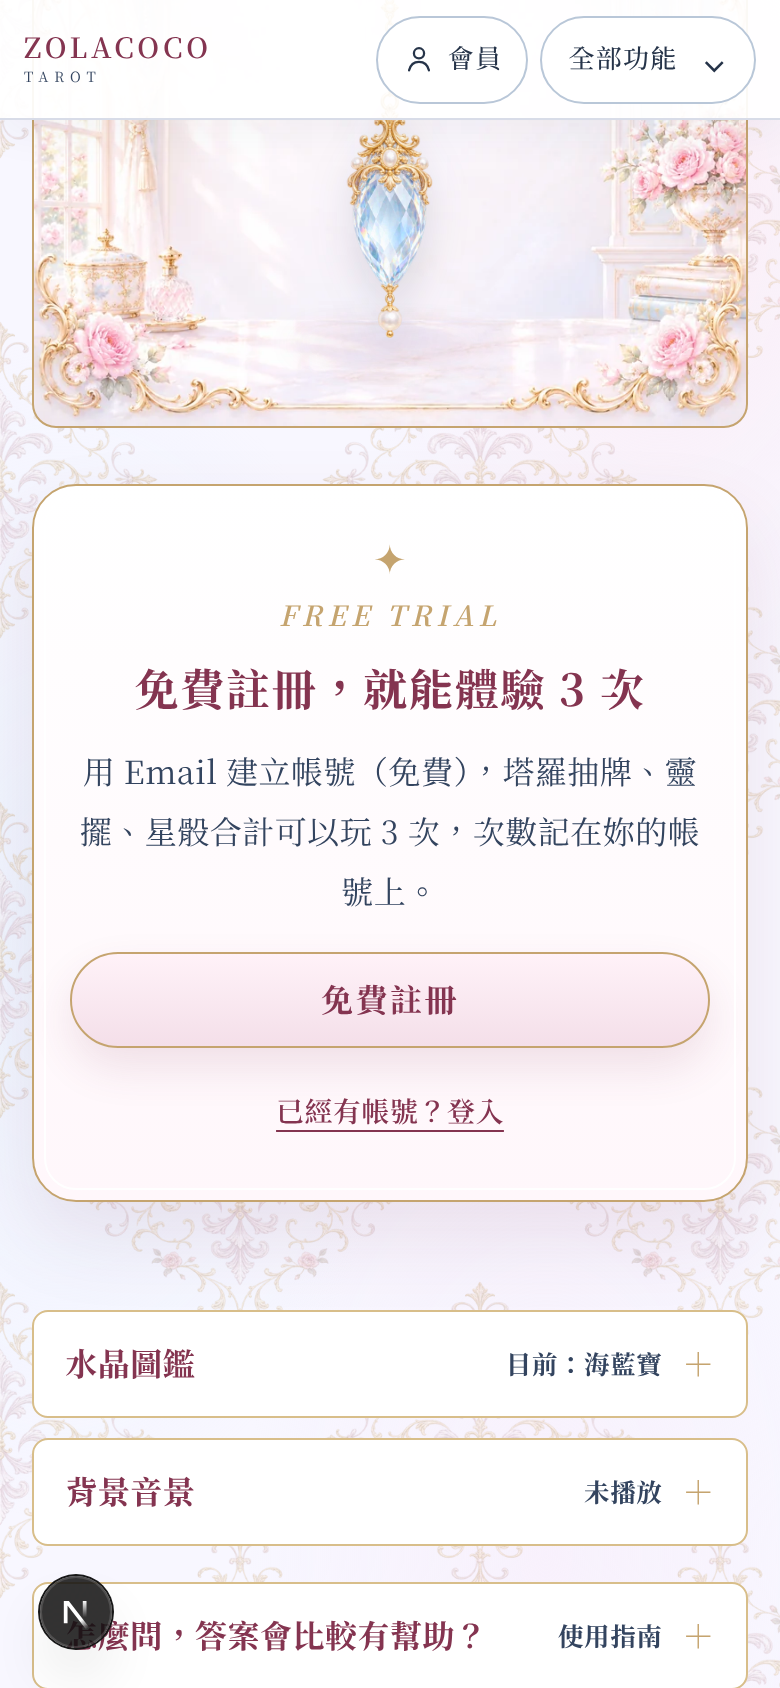 ZOLACOCO
TAROT
會員
全部功能
FREE TRIAL
免費註冊，就能體驗 3 次
用 Email 建立帳號（免費），塔羅抽牌、靈
擺、星骰合計可以玩 3 次，次數記在妳的帳
號上。
免費註冊
已經有帳號？登入
水晶圖鑑 目前：海藍寶
背景音景 未播放
怎麼問，答案會比較有幫助？ 使用指南
N